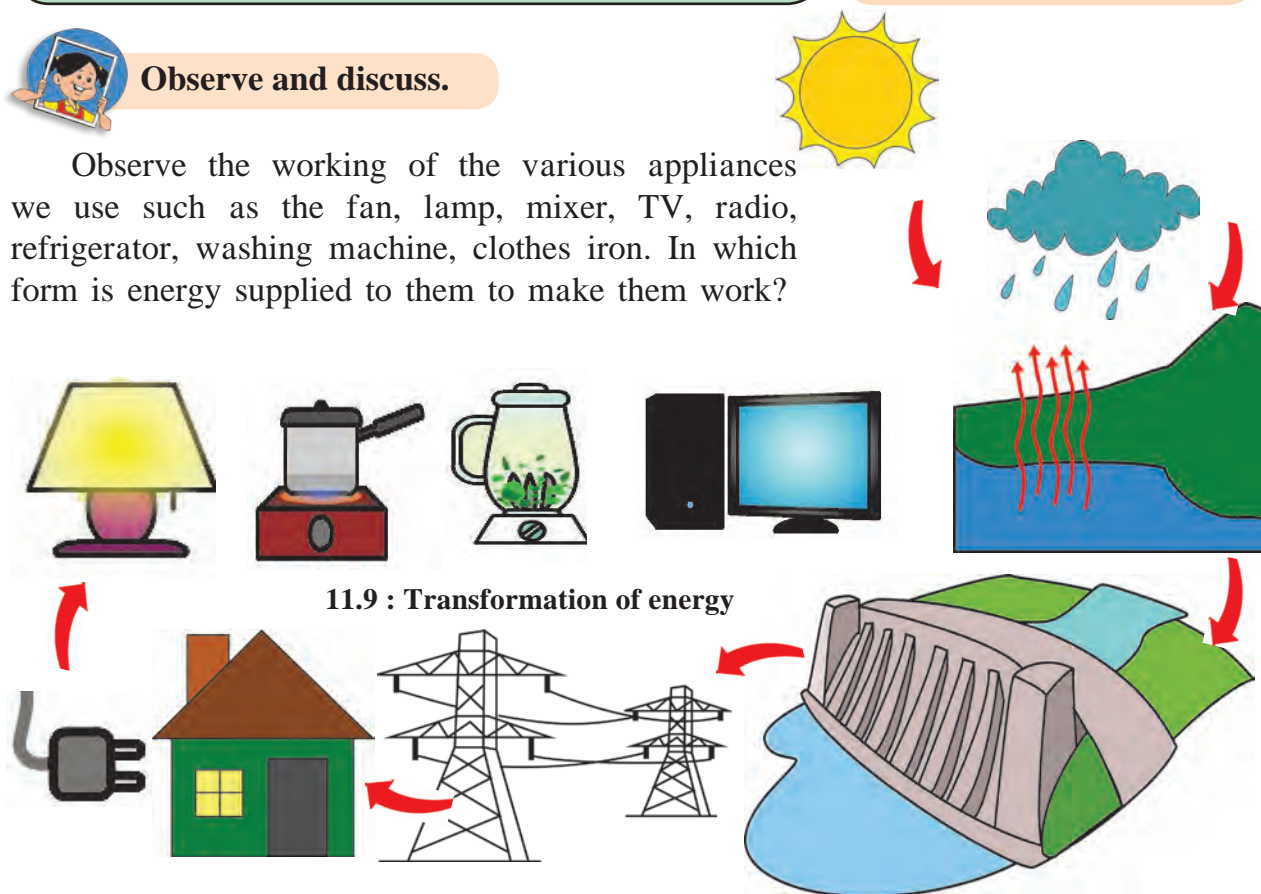 Observe and discuss.
Observe the working of the various appliances
we use such as the fan, lamp, mixer, TV, radio,
refrigerator, washing machine, clothes iron. In which
form is energy supplied to them to make them work?
11.9 : Transformation of energy